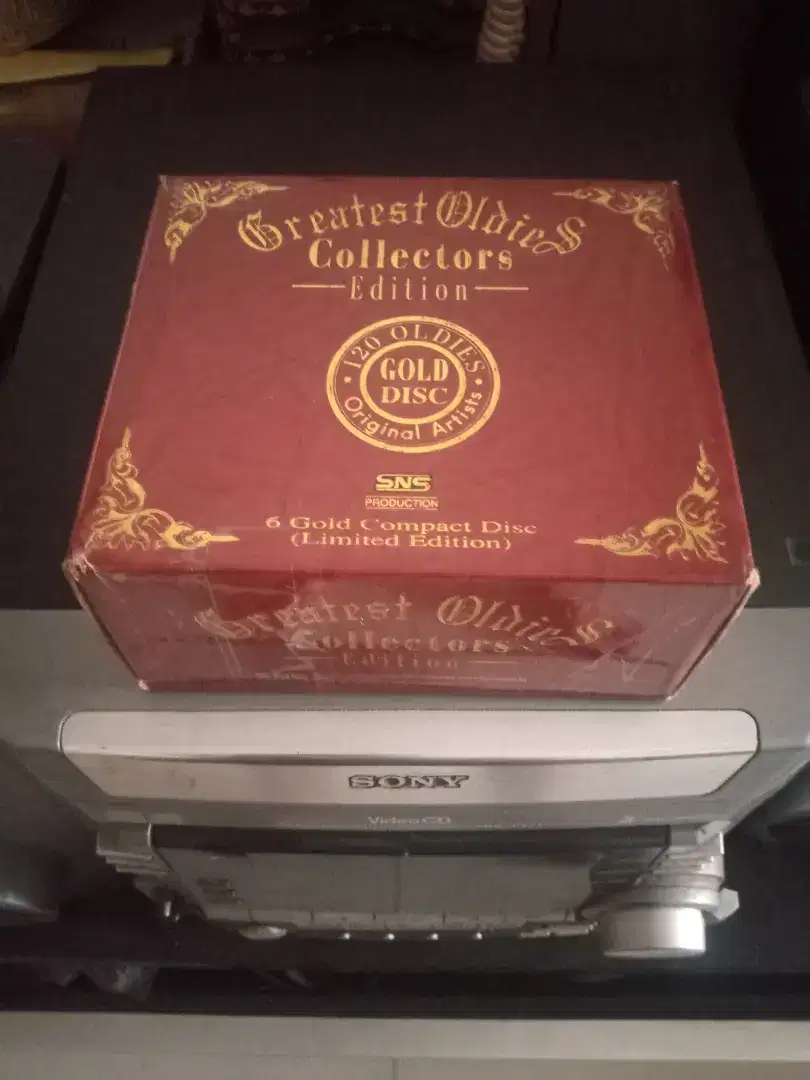 Greatest Oldies
Collectors
Edition
120 OLDIES
GOLD
DISC
Original Artists
SNS
PRODUCTION
6 Gold Compact Disc
(Limited Edition)
Greatest Oldies
Collectors
Edition
SONY
Video CD